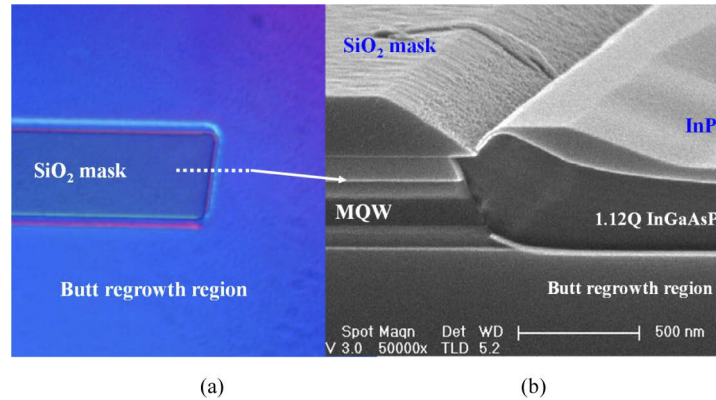 SiO2 mask
Butt regrowth region
SiO2 mask
InP
MQW
1.12Q InGaAsP
Butt regrowth region
Spot Magn Det WD
V 3.0 50000x TLD 5.2 500 nm
(a) (b)